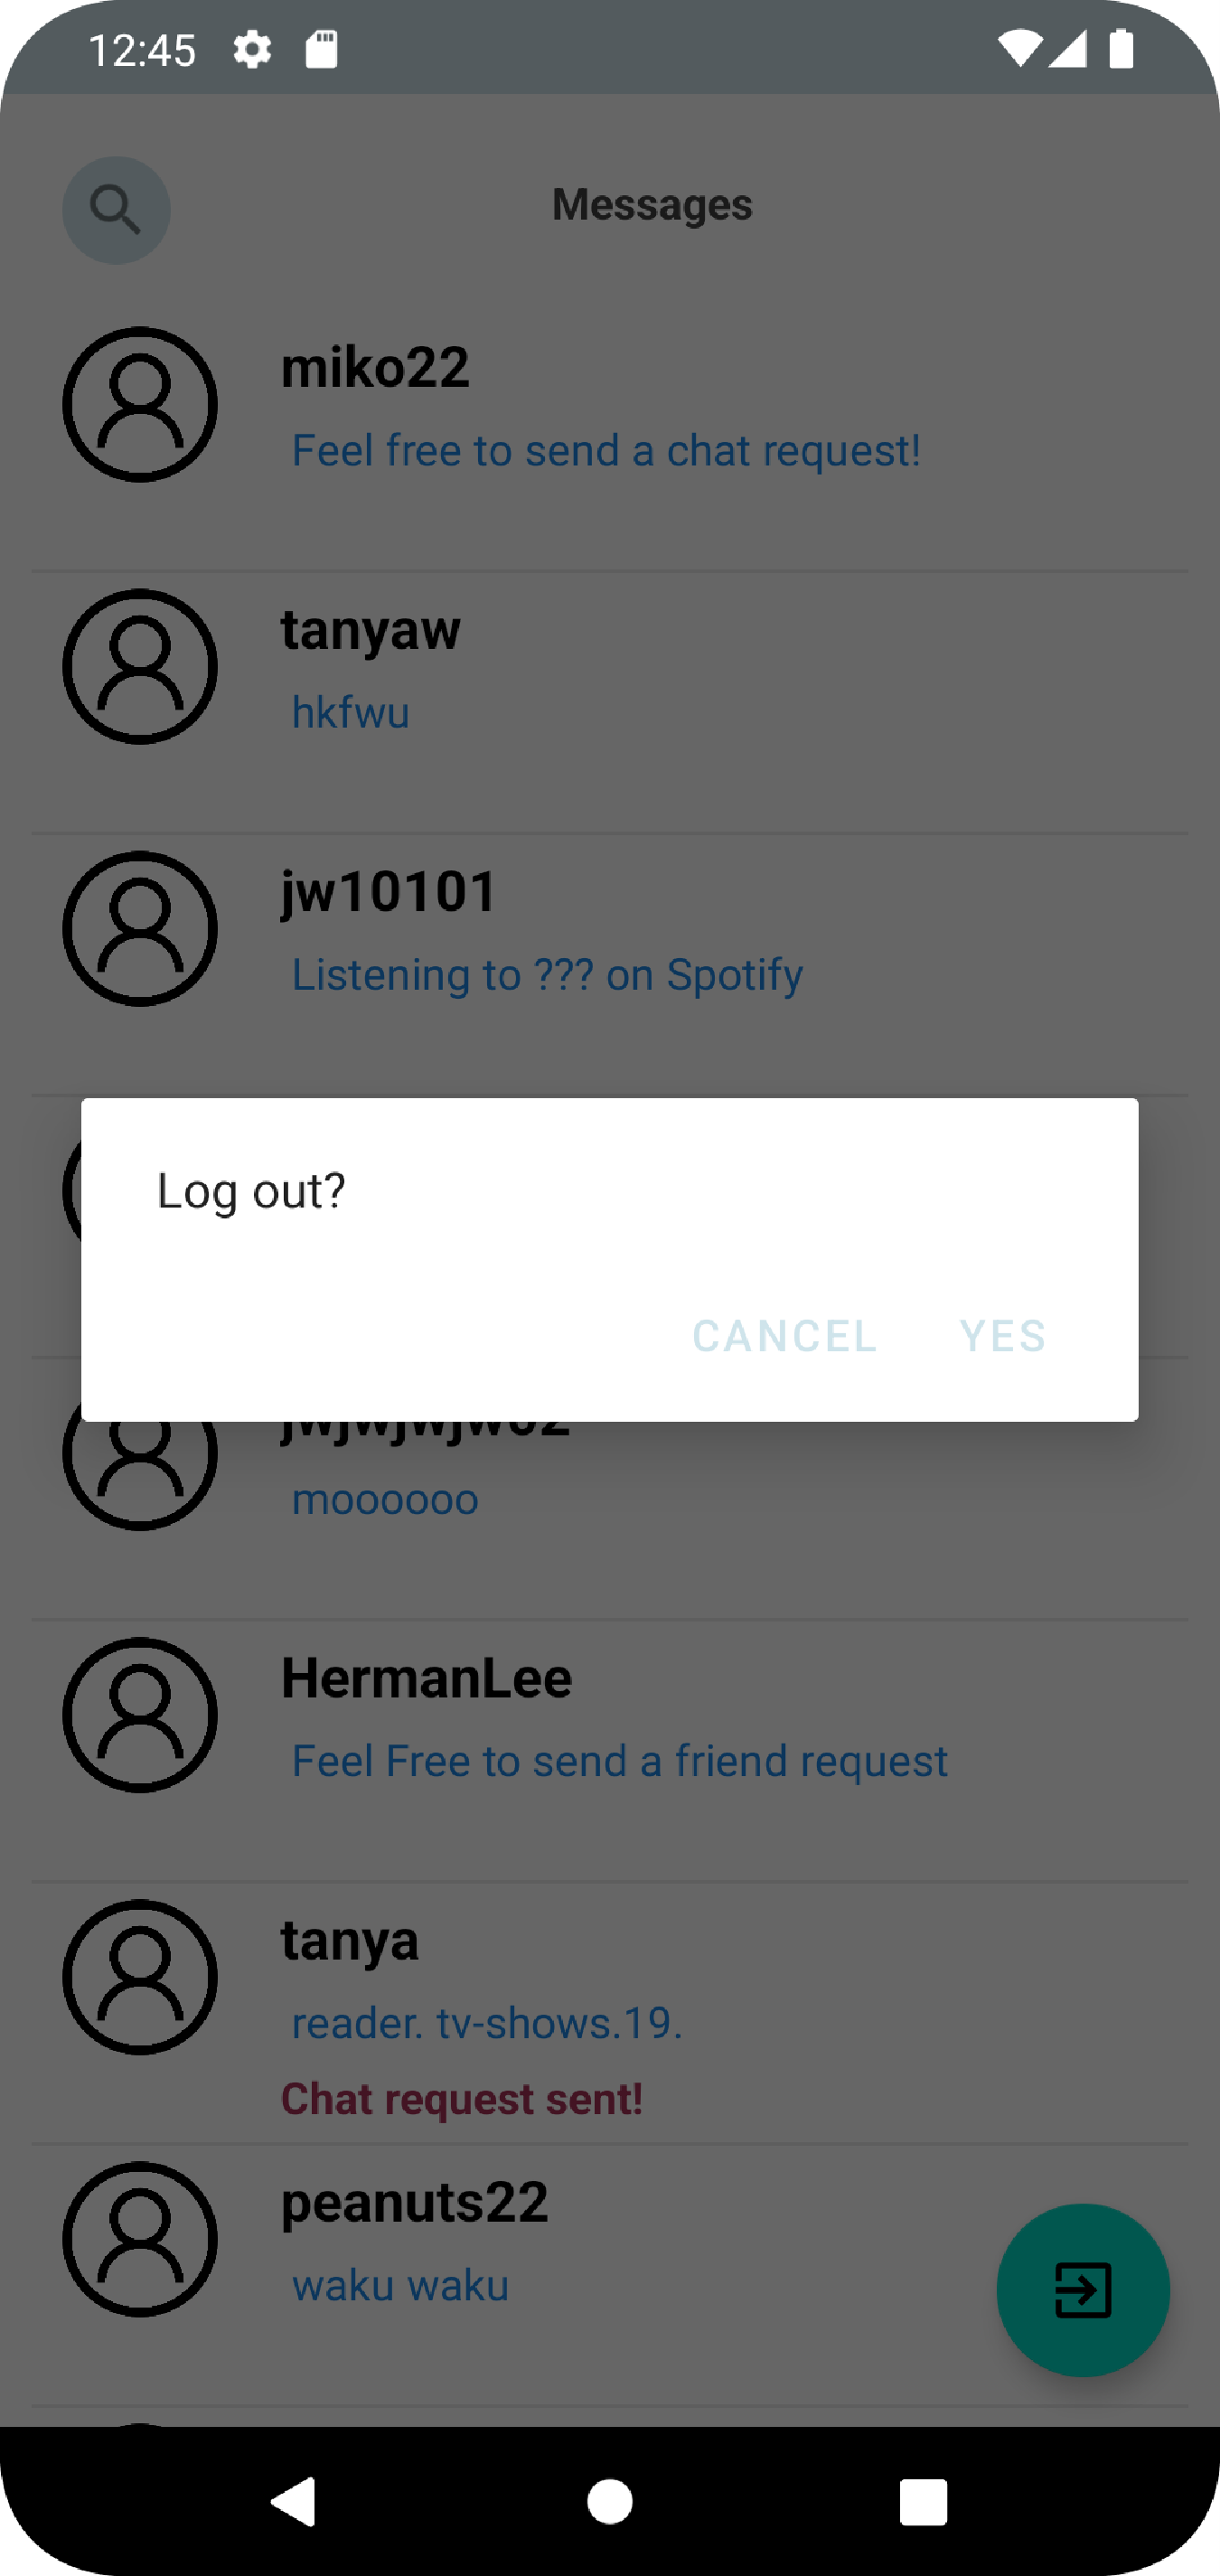 12:45
Messages
miko22
Feel free to send a chat request!
tanyaw
hkfwu
jw10101
Listening to ??? on Spotify
Log out?
CANCEL YES
moooooo
HermanLee
Feel Free to send a friend request
tanya
reader. tv-shows.19.
Chat request sent!
peanuts22
waku waku